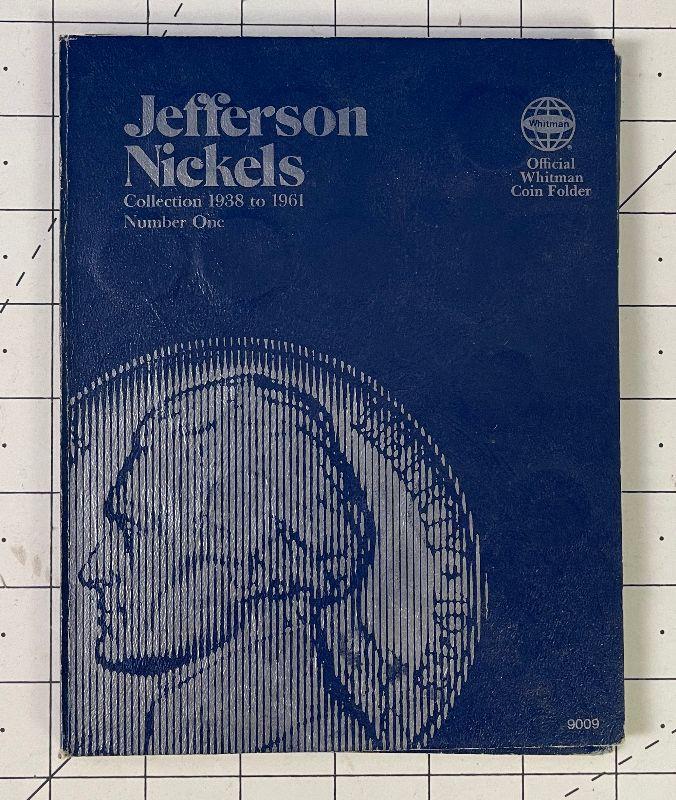 Jefferson
Nickels
Collection 1938 to 1961
Number One
Whitman
Official
Whitman
Coin Folder
9009